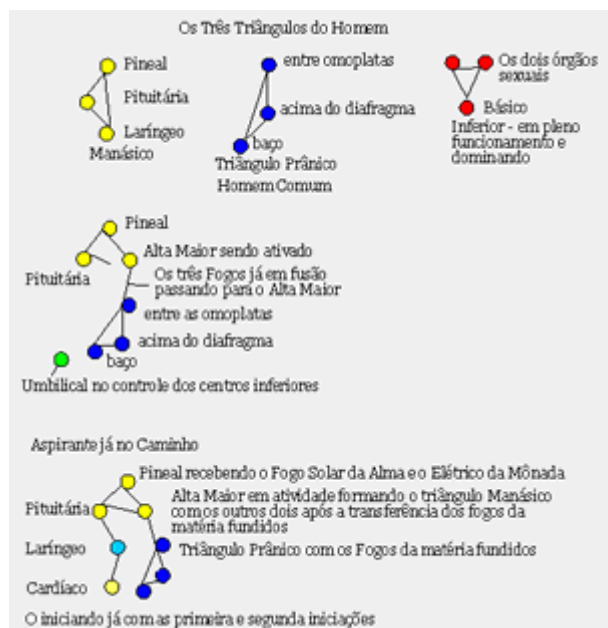 Os Três Triângulos do Homem
Pineal
Pituitária
Laríngeo
Manásico
entre omoplatas
acima do diafragma
baço
Triângulo Prânico
Homem Comum
Os dois órgãos
sexuais
Básico
Inferior - em pleno
funcionamento e
dominando
Pineal
Alta Maior sendo ativado
Pituitária
Os três Fogos já em fusão
passando para o Alta Maior
entre as omoplatas
acima do diafragma
baço
Umbilical no controle dos centros inferiores
Aspirante já no Caminho
Pineal recebendo o Fogo Solar da Alma e o Elétrico da Mônada
Pituitária
Alta Maior em atividade formando o triângulo Manásico
com os outros dois após a transferência dos fogos da
matéria fundidos
Laríngeo
Triângulo Prânico com os Fogos da matéria fundidos
Cardíaco
O iniciando já com as primeira e segunda iniciações